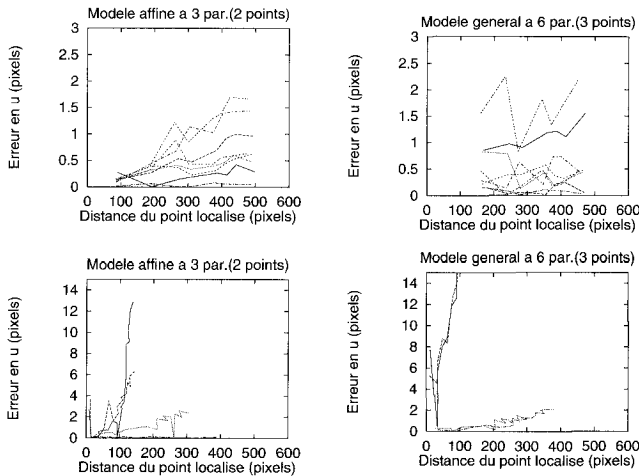 Modele affine a 3 par.(2 points)
Erreur en u (pixels)
3
2.5
2
1.5
1
0.5
0
0 100 200 300 400 500 600
Distance du point localise (pixels)
Modele general a 6 par.(3 points)
Erreur en u (pixels)
3
2.5
2
1.5
1
0.5
0
0 100 200 300 400 500 600
Distance du point localise (pixels)
Modele affine a 3 par.(2 points)
Erreur en u (pixels)
14
12
10
8
6
4
2
0
0 100 200 300 400 500 600
Distance du point localise (pixels)
Modele general a 6 par.(3 points)
Erreur en u (pixels)
14
12
10
8
6
4
2
0
0 100 200 300 400 500 600
Distance du point localise (pixels)